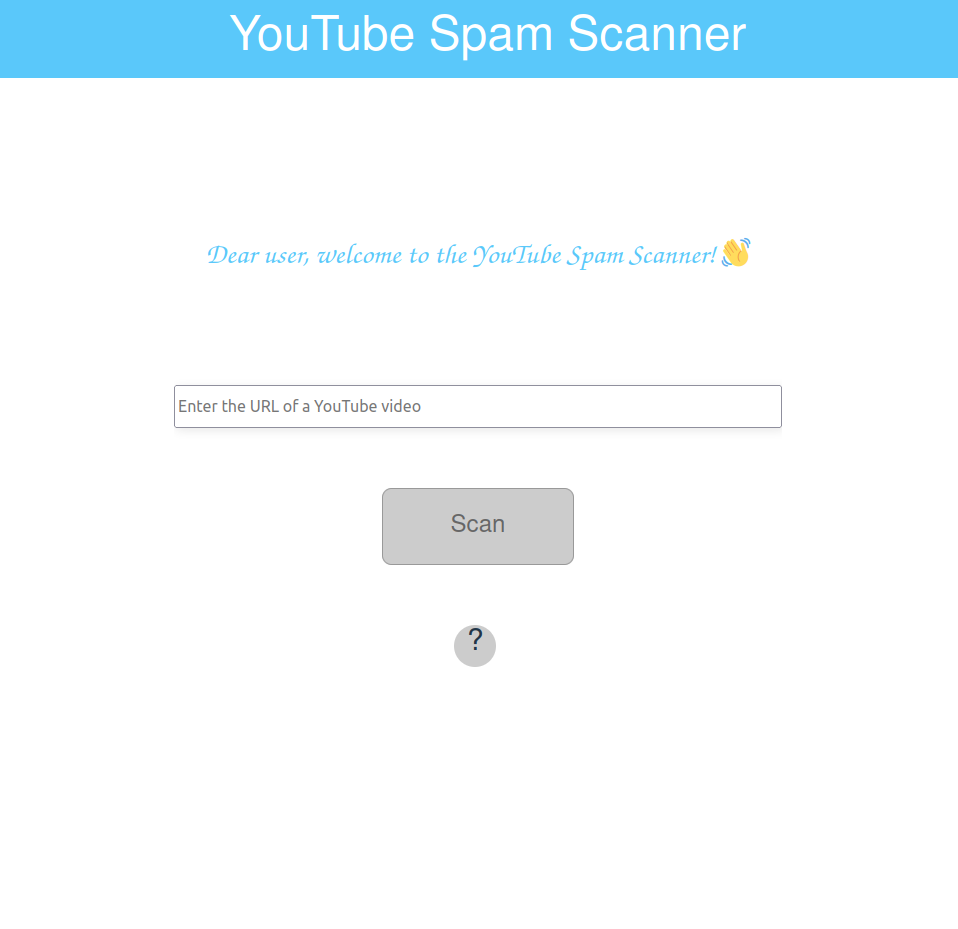 YouTube Spam Scanner
Dear user, welcome to the YouTube Spam Scanner! 👋
Enter the URL of a YouTube video
Scan
?